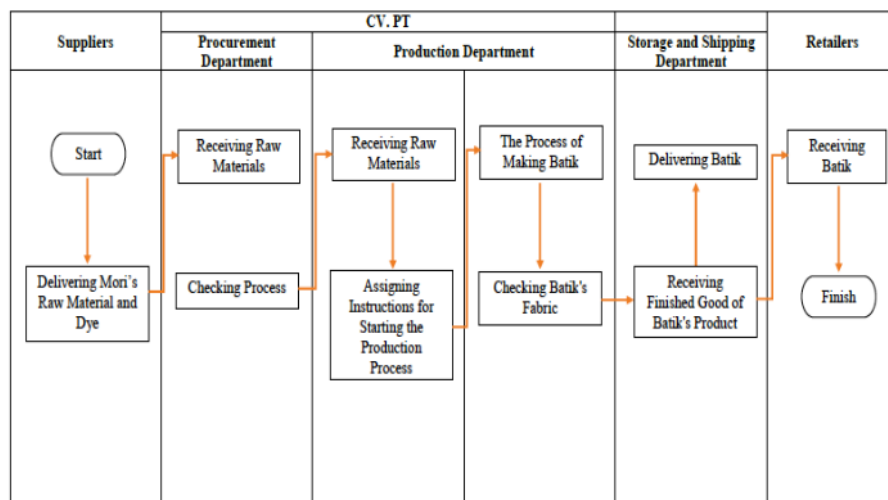 CV. PT
Suppliers
Procurement
Department
Production Department
Storage and Shipping
Department
Retailers
Start
Delivering Mori's
Raw Material and
Dye
Receiving Raw
Materials
Checking Process
Receiving Raw
Materials
Assigning
Instructions for
Starting the
Production
Process
The Process of
Making Batik
Checking Batik's
Fabric
Delivering Batik
Receiving
Finished Good of
Batik's Product
Receiving
Batik
Finish